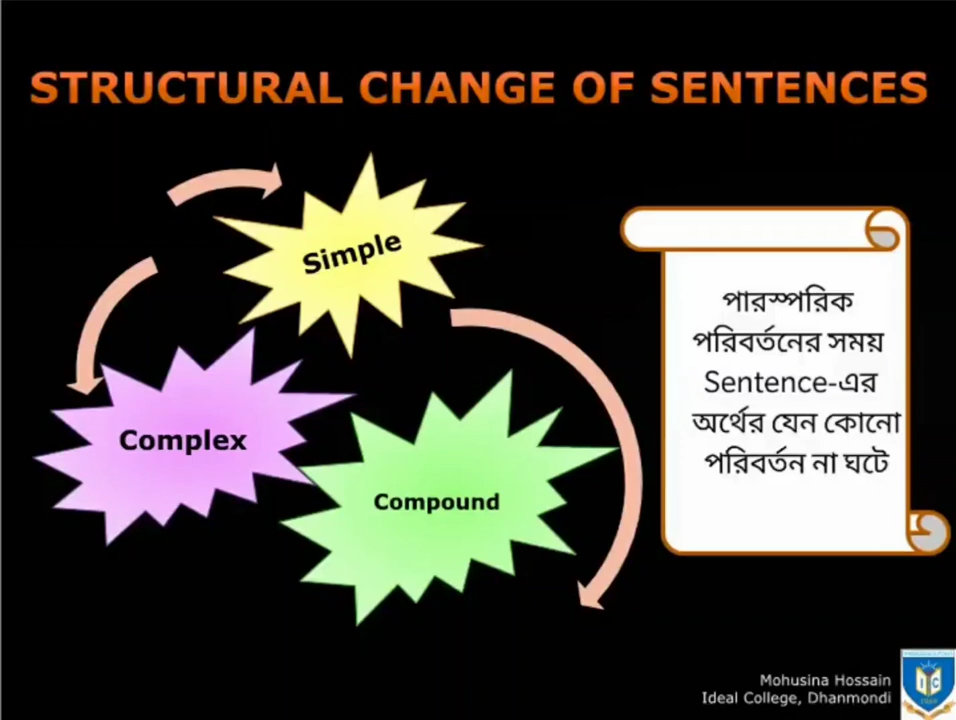 STRUCTURAL CHANGE OF SENTENCES
Simple
Complex
Compound
পারস্পরিক
পরিবর্তনের সময়
Sentence-এর
অর্থের যেন কোনো
পরিবর্তন না ঘটে
Mohusina Hossain
Ideal College, Dhanmondi